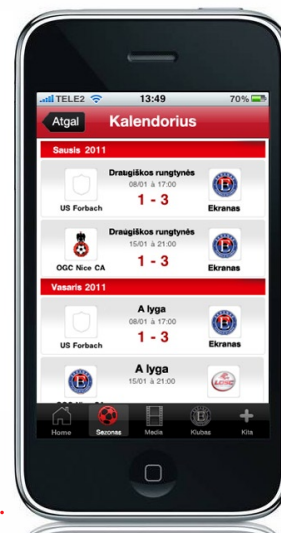 TELE2 13:49 70%
Atgal Kalendorius
Sausis 2011
Draugiškos rungtynės
08/01 à 17:00
1 - 3
US Forbach Ekranas
Draugiškos rungtynės
15/01 à 21:00
1 - 3
OGC Nice CA Ekranas
Vasaris 2011
A lyga
08/01 à 17:00
1 - 3
US Forbach Ekranas
A lyga
15/01 à 21:00
Home Sezonas Media Klubas Kita